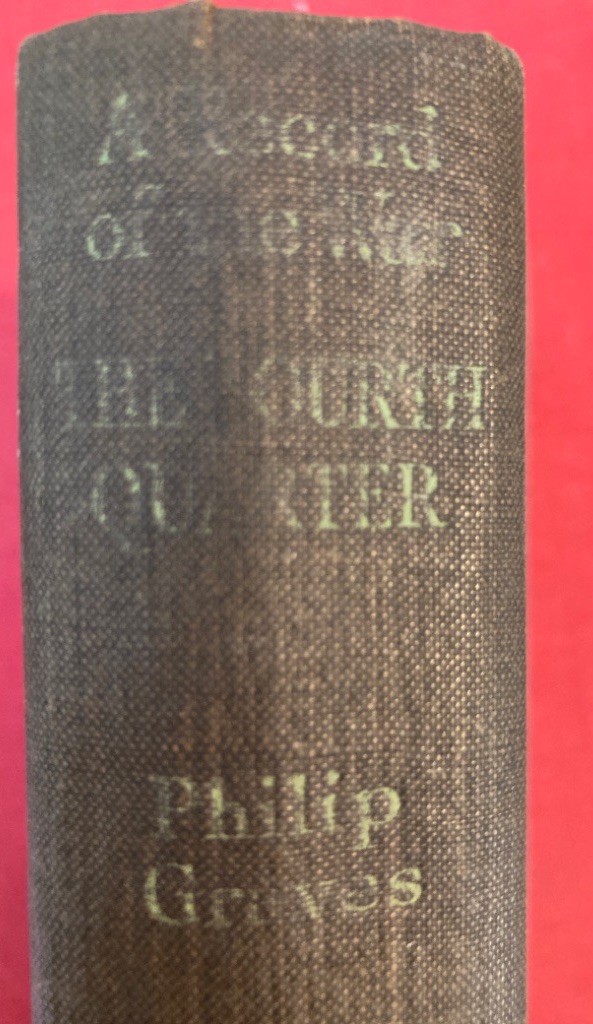 A Record
of the War
THE FOURTH
QUARTER
Philip
Graves